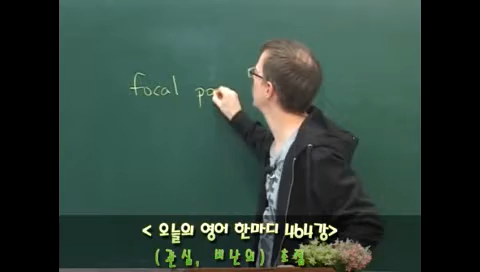 focal po
< 오늘의 영어 한마디 464강>
(관심, 비난의) 초점